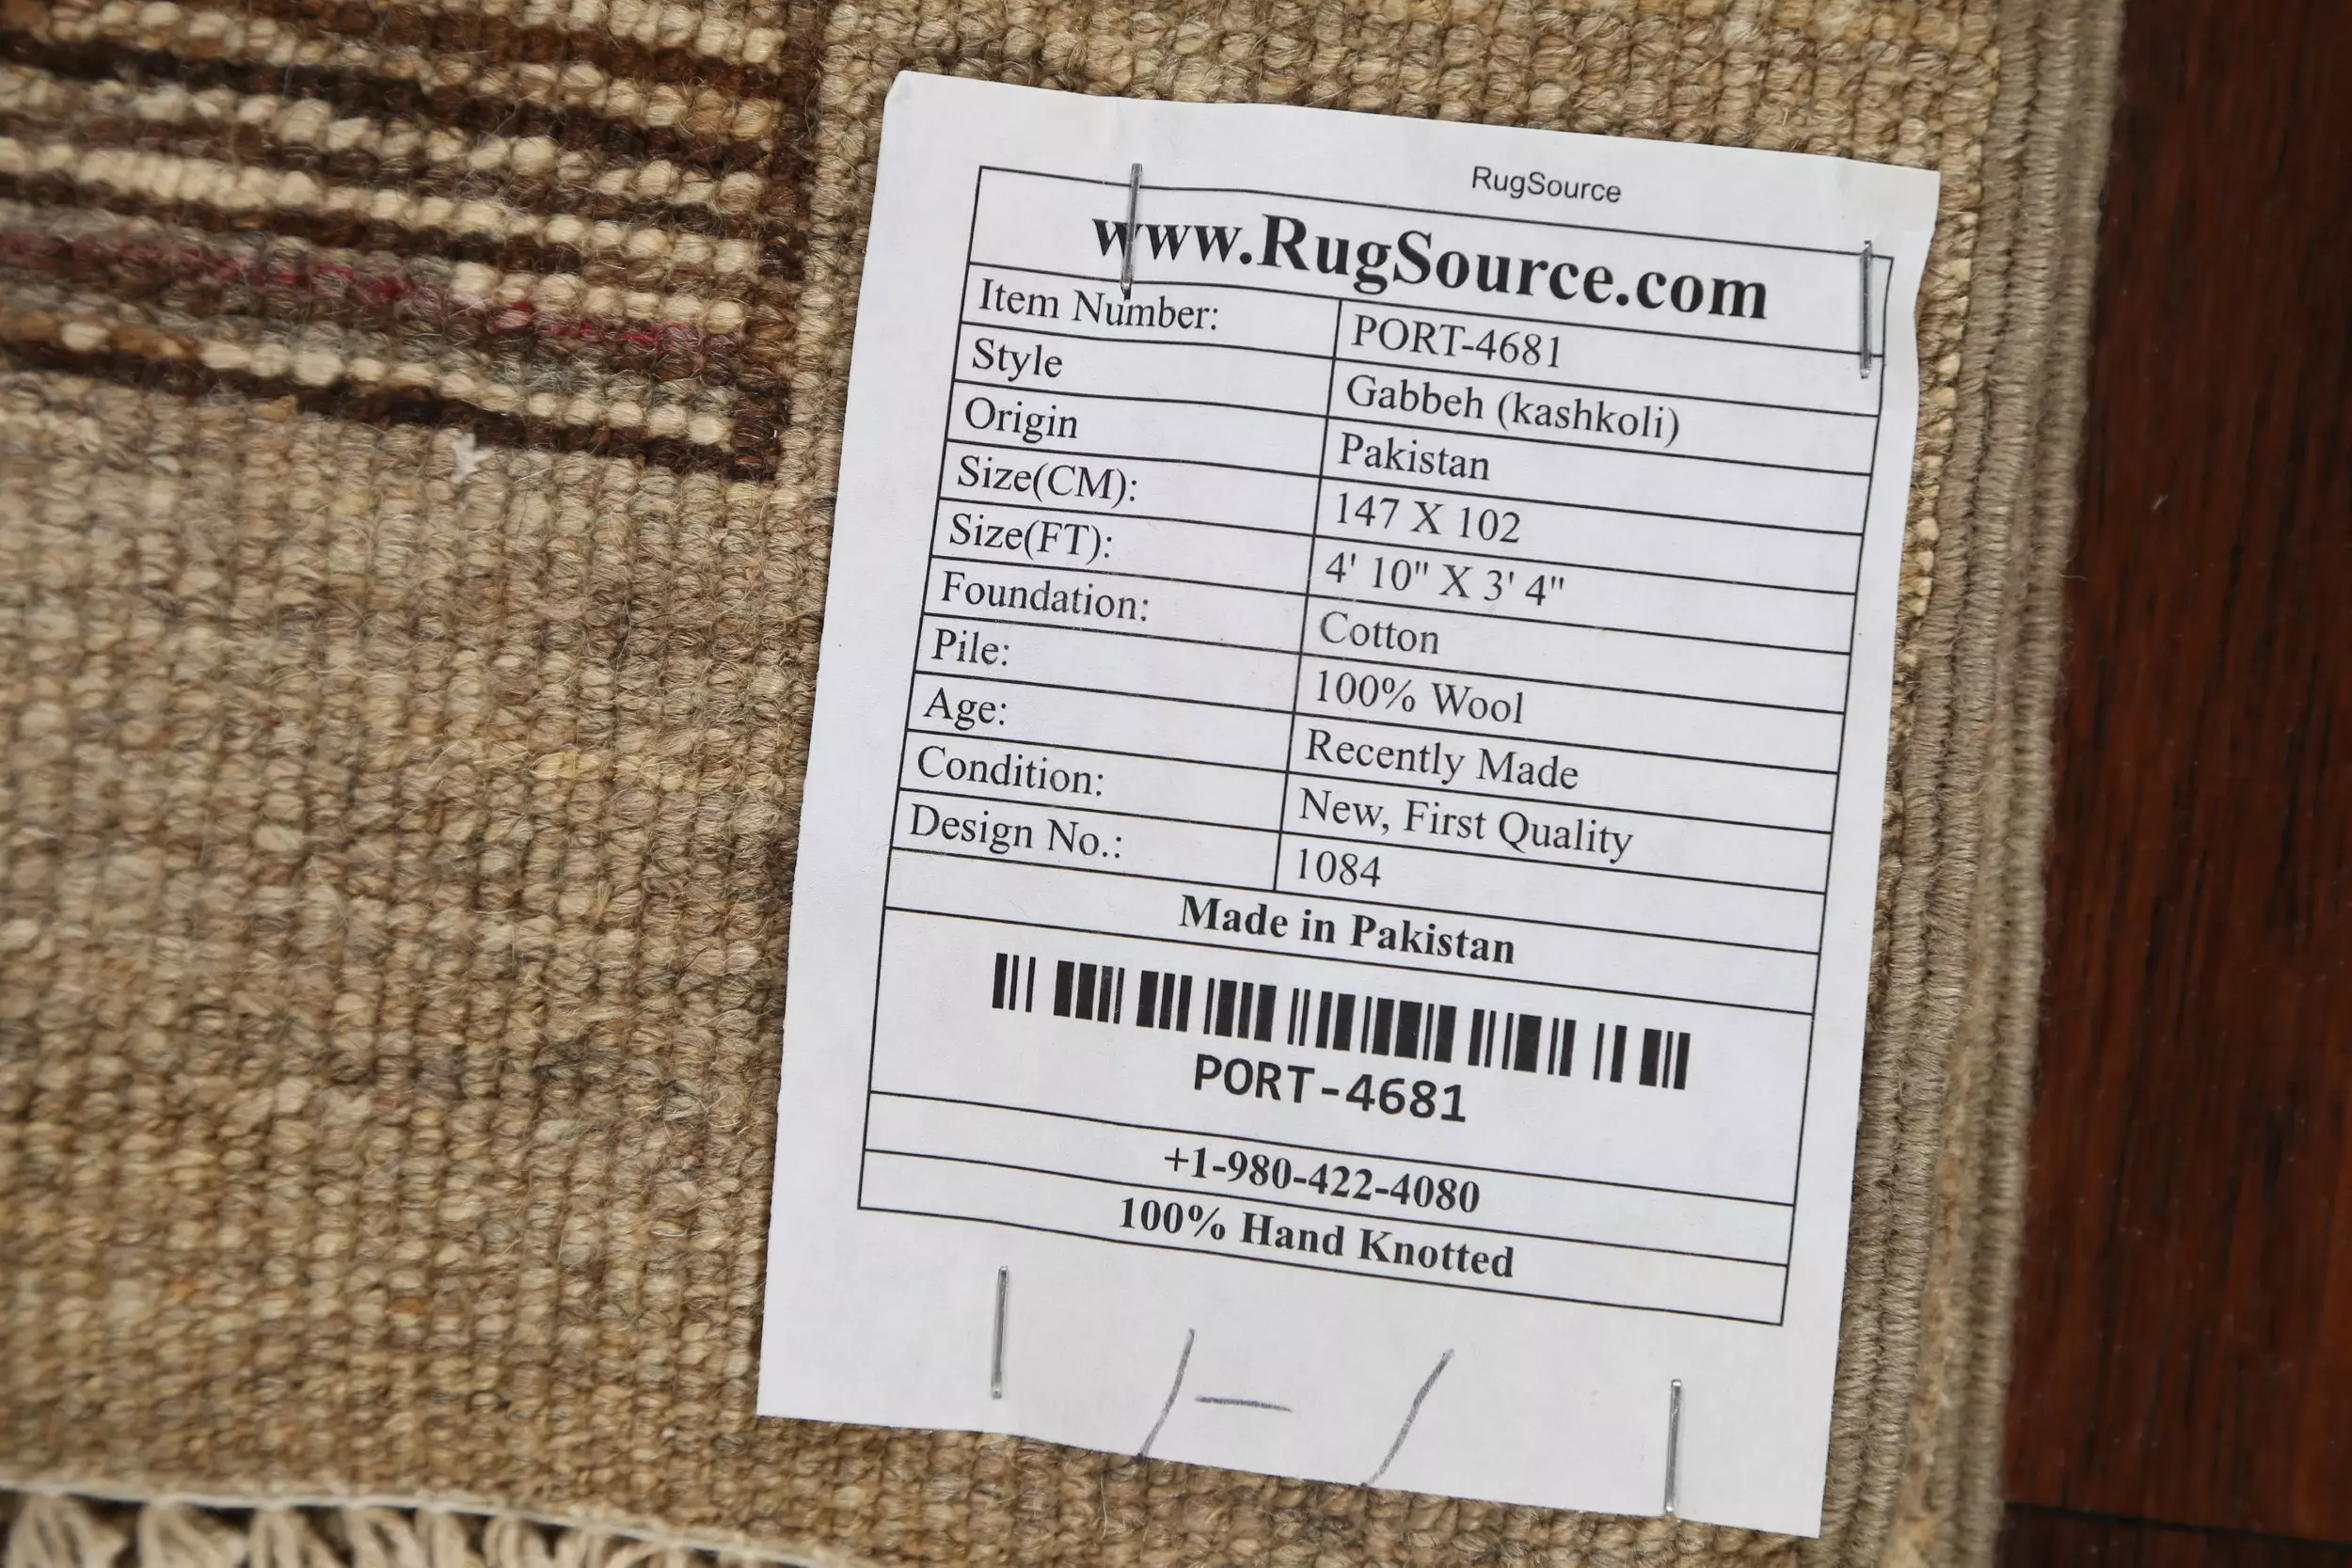 RugSource
www.RugSource.com
Item Number: PORT-4681
Style Gabbeh (kashkoli)
Origin Pakistan
Size(CM): 147 X 102
Size(FT): 4' 10" X 3' 4"
Foundation: Cotton
Pile: 100% Wool
Age: Recently Made
Condition: New, First Quality
Design No.: 1084
Made in Pakistan
PORT-4681
+1-980-422-4080
100% Hand Knotted
1-1